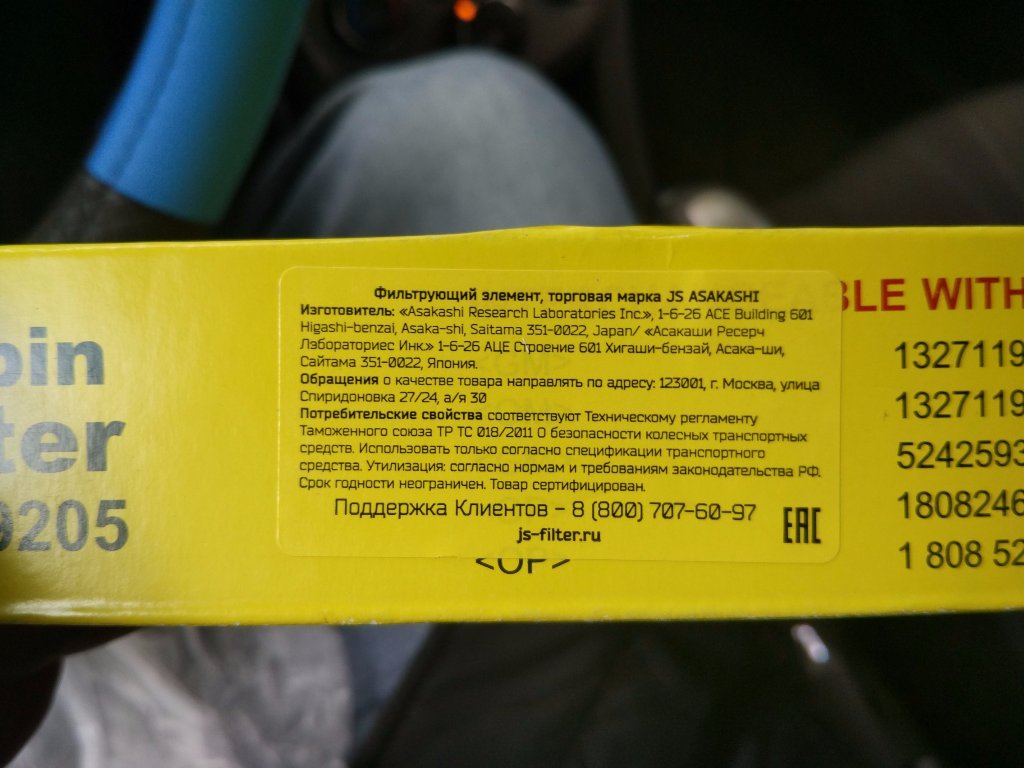 Фильтрующий элемент, торговая марка JS ASAKASHI
Изготовитель: «Asakashi Research Laboratories Inc.», 1-6-26 ACE Building 601
Higashi-benzai, Asaka-shi, Saitama 351-0022, Japan/ «Асакаши Ресерч
Лэбораториес Инк.» 1-6-26 АЦЕ Строение 601 Хигаши-бензай, Асака-ши,
Сайтама 351-0022, Япония.
Обращения о качестве товара направлять по адресу: 123001, г. Москва, улица
Спиридоновка 27/24, а/я 30
Потребительские свойства соответствуют Техническому регламенту
Таможенного союза ТР ТС 018/2011 О безопасности колесных транспортных
средств. Использовать только согласно спецификации транспортного
средства. Утилизация: согласно нормам и требованиям законодательства РФ.
Срок годности неограничен. Товар сертифицирован.
Поддержка Клиентов – 8 (800) 707-60-97
js-filter.ru
EAC
bin
ter
9205
BLE WITH
1327119
1327119
5242593
1808246
1 808 52
<OP>